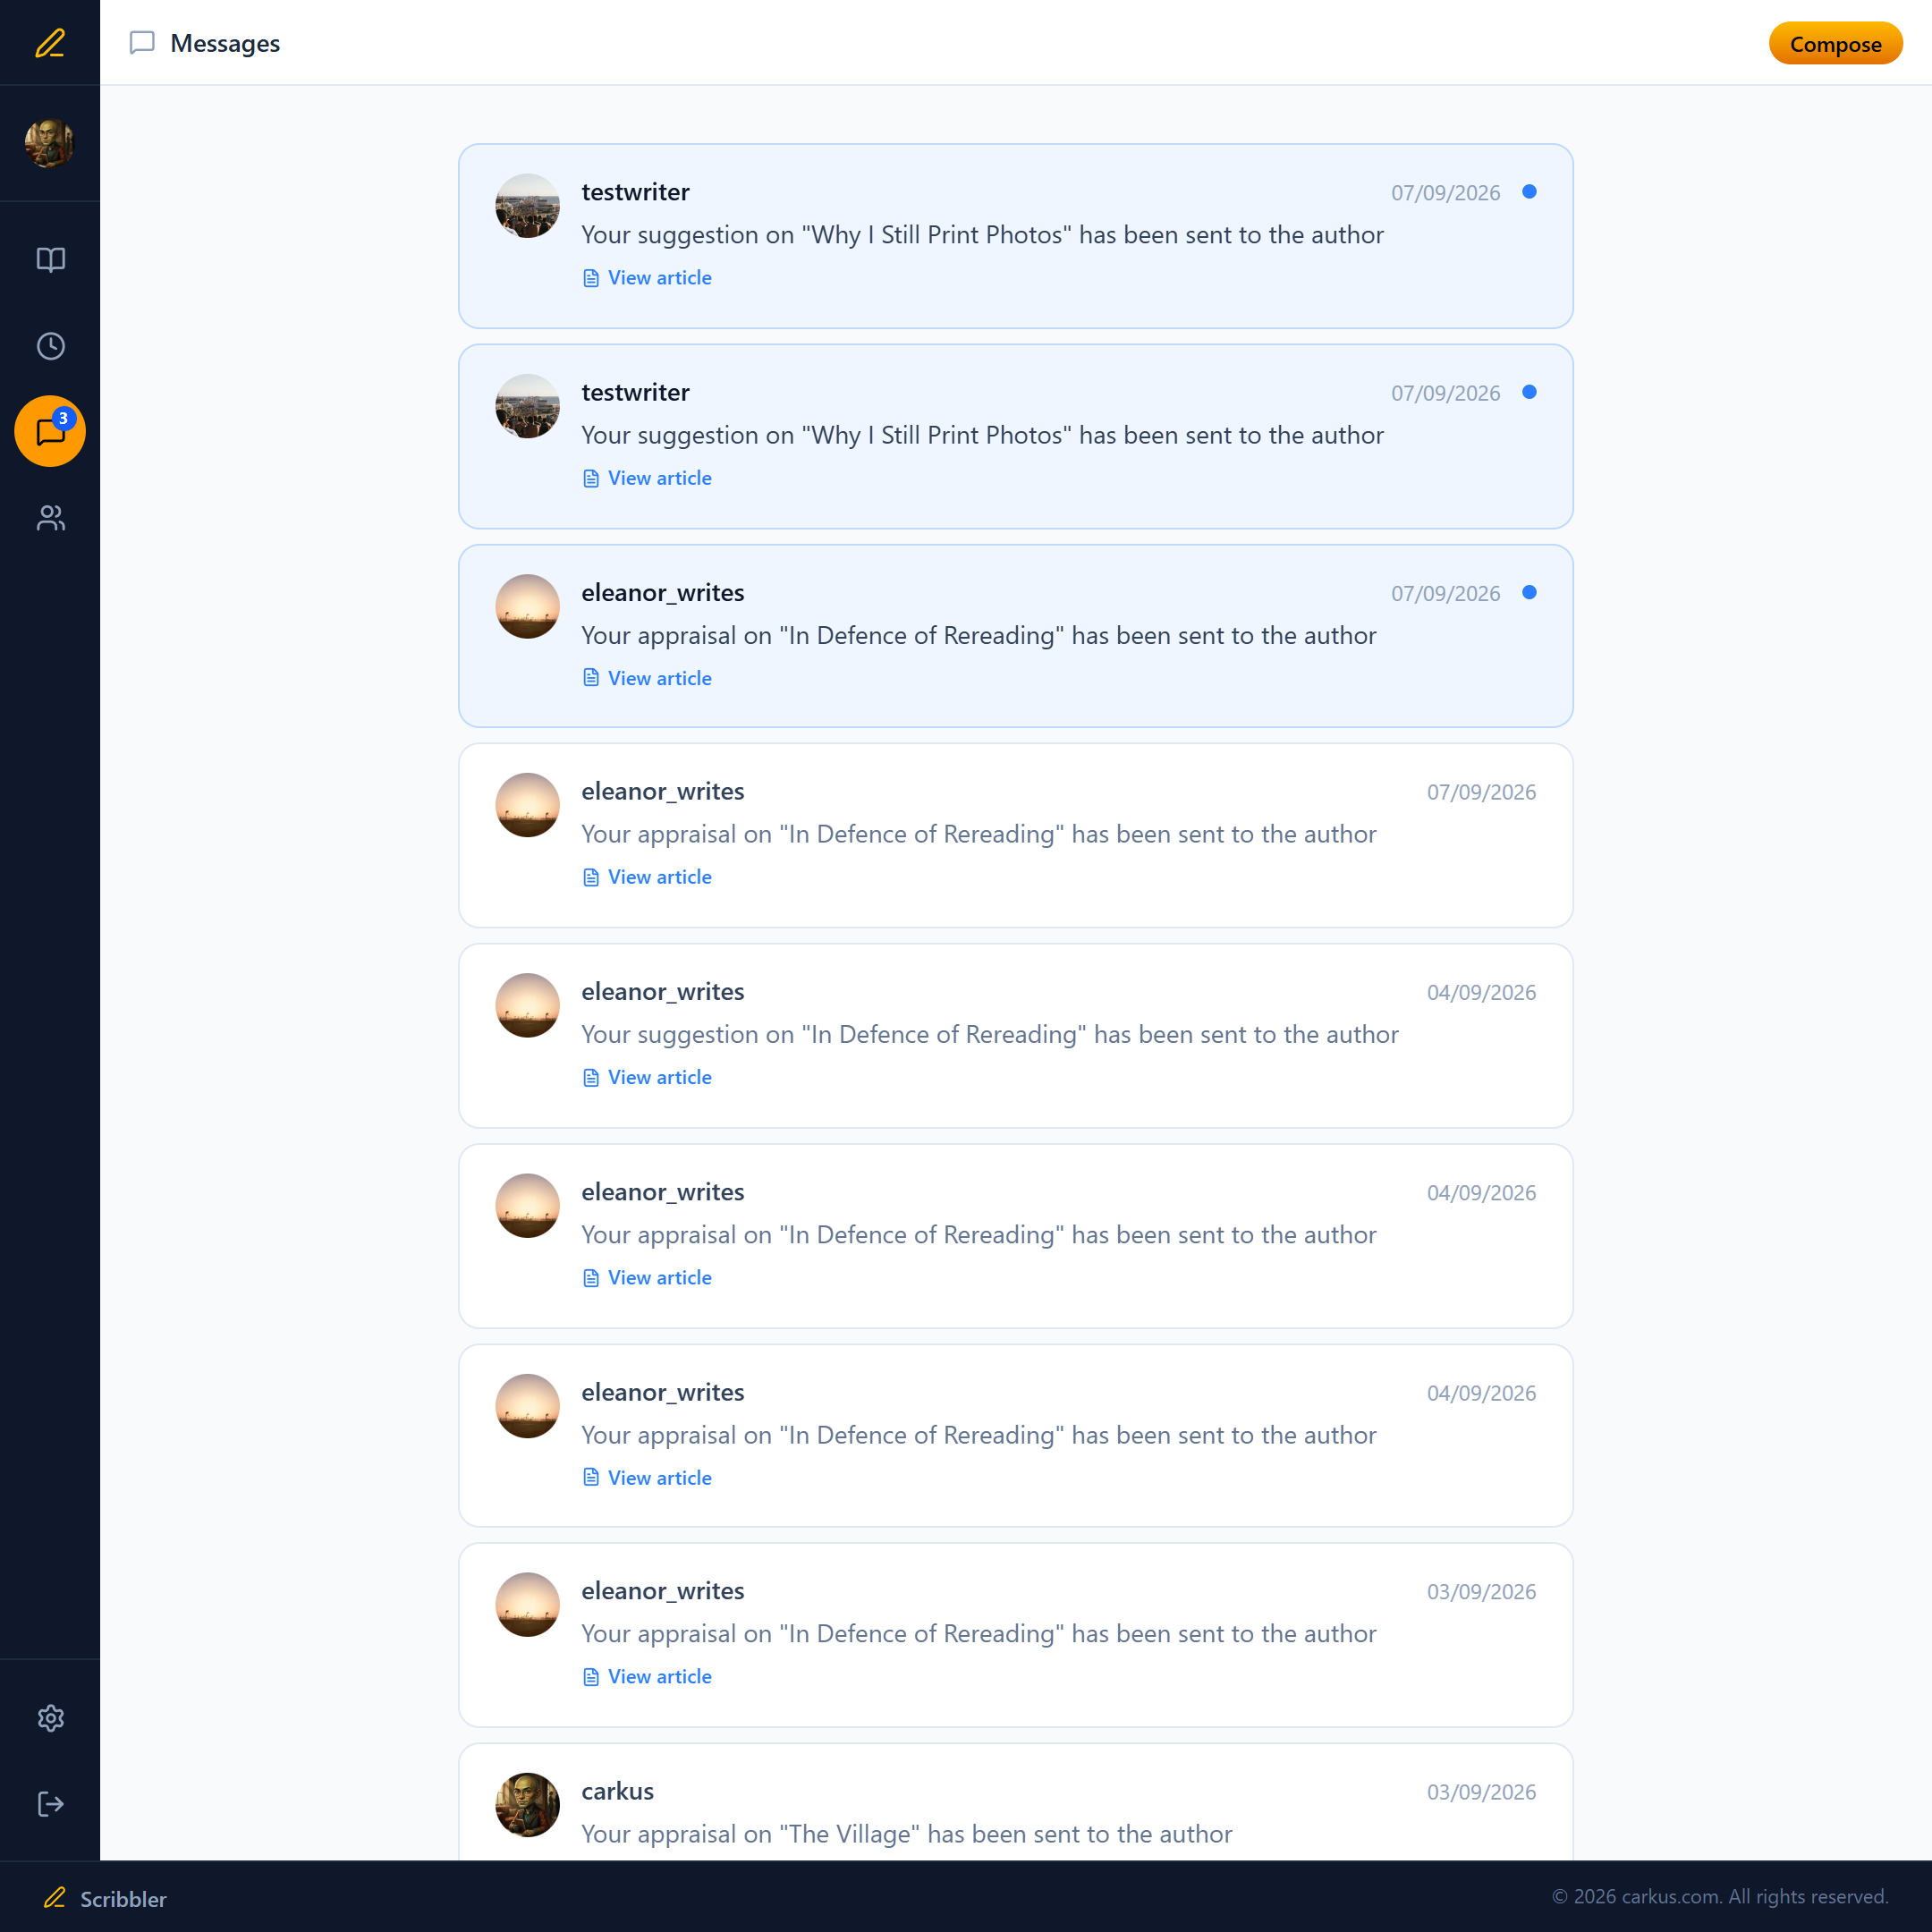 Messages
Compose
3
testwriter
07/09/2026
Your suggestion on "Why I Still Print Photos" has been sent to the author
View article
testwriter
07/09/2026
Your suggestion on "Why I Still Print Photos" has been sent to the author
View article
eleanor_writes
07/09/2026
Your appraisal on "In Defence of Rereading" has been sent to the author
View article
eleanor_writes
07/09/2026
Your appraisal on "In Defence of Rereading" has been sent to the author
View article
eleanor_writes
04/09/2026
Your suggestion on "In Defence of Rereading" has been sent to the author
View article
eleanor_writes
04/09/2026
Your appraisal on "In Defence of Rereading" has been sent to the author
View article
eleanor_writes
04/09/2026
Your appraisal on "In Defence of Rereading" has been sent to the author
View article
eleanor_writes
03/09/2026
Your appraisal on "In Defence of Rereading" has been sent to the author
View article
carkus
03/09/2026
Your appraisal on "The Village" has been sent to the author
Scribbler
© 2026 carkus.com. All rights reserved.